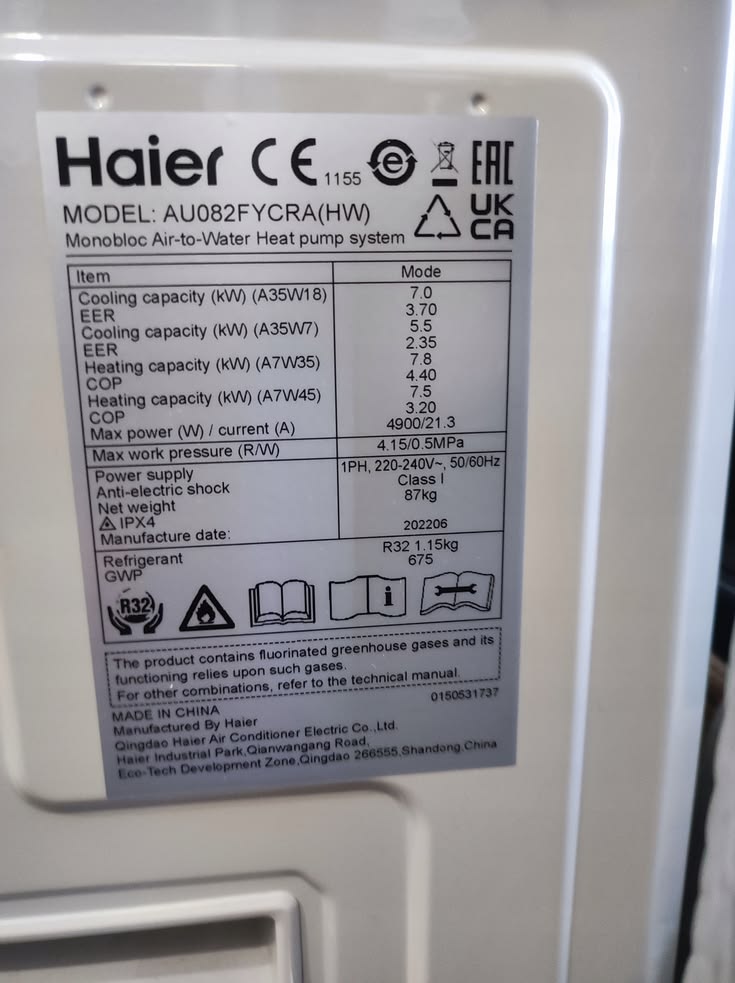 Haier CE 1155 e EAC
MODEL: AU082FYCRA(HW)
UK
CA
Monobloc Air-to-Water Heat pump system
Item Mode
Cooling capacity (kW) (A35W18) 7.0
EER 3.70
Cooling capacity (kW) (A35W7) 5.5
EER 2.35
Heating capacity (kW) (A7W35) 7.8
COP 4.40
Heating capacity (kW) (A7W45) 7.5
COP 3.20
Max power (W) / current (A) 4900/21.3
Max work pressure (R/W) 4.15/0.5MPa
Power supply 1PH, 220-240V~, 50/60Hz
Anti-electric shock Class I
Net weight 87kg
IPX4
Manufacture date: 202206
Refrigerant R32 1.15kg
GWP 675
R32 i
The product contains fluorinated greenhouse gases and its
functioning relies upon such gases.
For other combinations, refer to the technical manual.
0150531737
MADE IN CHINA
Manufactured By Haier
Qingdao Haier Air Conditioner Electric Co.,Ltd.
Haier Industrial Park,Qianwangang Road,
Eco-Tech Development Zone,Qingdao 266555,Shandong,China